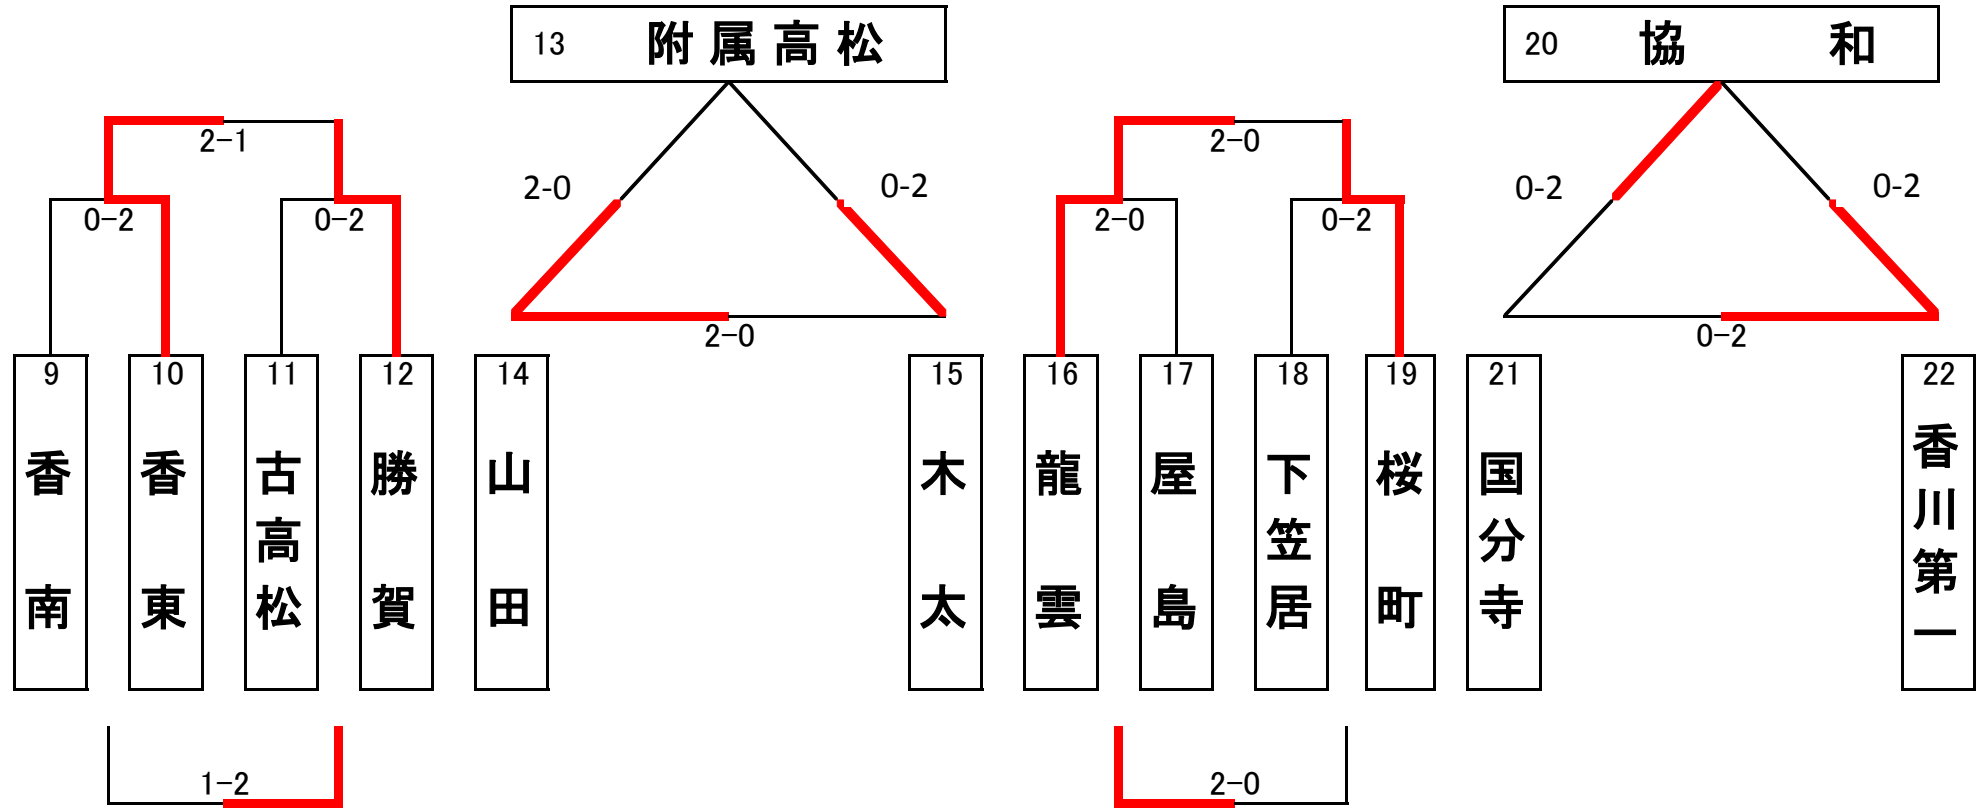 13 附属高松
20 協和
2-1
2-0
2-0
0-2
0-2
0-2
0-2
0-2
2-0
0-2
2-0
0-2
9 香南
10 香東
11 古高松
12 勝賀
14 山田
15 木太
16 龍雲
17 屋島
18 下笠居
19 桜町
21 国分寺
22 香川第一
1-2
2-0